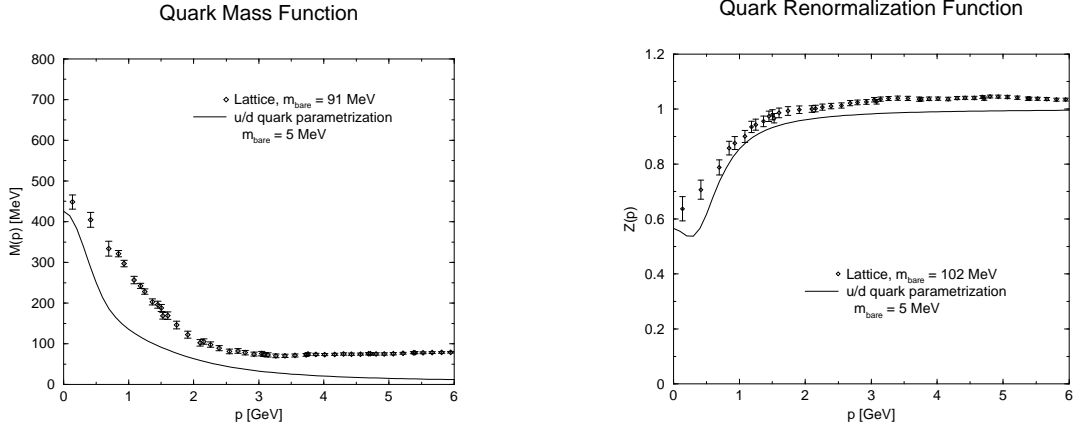 Quark Mass Function
800
700
600
500
400
300
200
100
0
M(p) [MeV]
Lattice, m_bare = 91 MeV
u/d quark parametrization
m_bare = 5 MeV
0 1 2 3 4 5 6
p [GeV]
Quark Renormalization Function
1.2
1
0.8
0.6
0.4
0.2
0
Z(p)
Lattice, m_bare = 102 MeV
u/d quark parametrization
m_bare = 5 MeV
0 1 2 3 4 5 6
p [GeV]